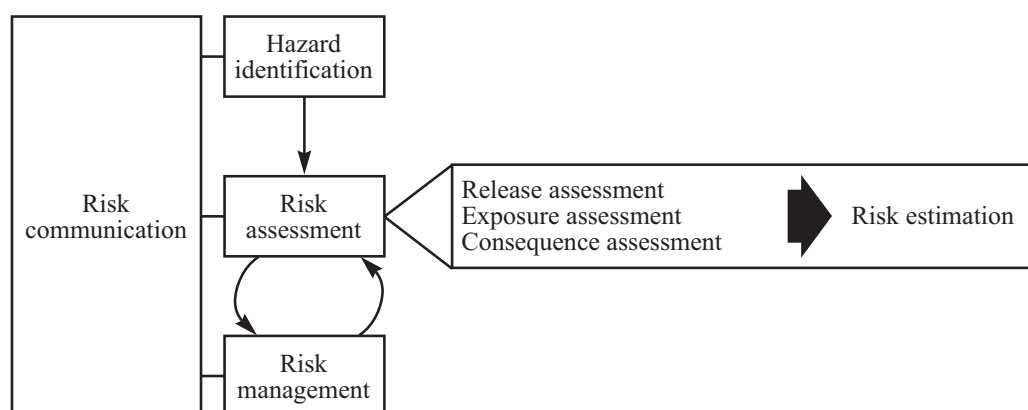 Hazard
identification
Risk
communication
Risk
assessment
Release assessment
Exposure assessment
Consequence assessment
Risk estimation
Risk
management